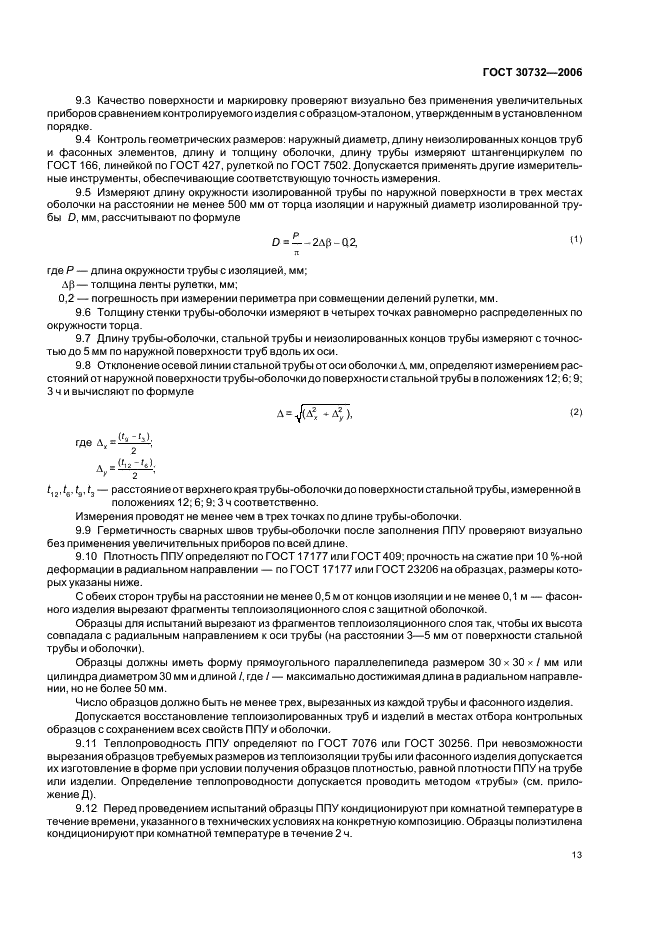 ГОСТ 30732—2006
9.3 Качество поверхности и маркировку проверяют визуально без применения увеличительных
приборов сравнением контролируемого изделия с образцом-эталоном, утвержденным в установленном
порядке.
9.4 Контроль геометрических размеров: наружный диаметр, длину неизолированных концов труб
и фасонных элементов, длину и толщину оболочки, длину трубы измеряют штангенциркулем по
ГОСТ 166, линейкой по ГОСТ 427, рулеткой по ГОСТ 7502. Допускается применять другие измеритель-
ные инструменты, обеспечивающие соответствующую точность измерения.
9.5 Измеряют длину окружности изолированной трубы по наружной поверхности в трех местах
оболочки на расстоянии не менее 500 мм от торца изоляции и наружный диаметр изолированной тру-
бы D, мм, рассчитывают по формуле
D = P/π − 2Δβ − 0,2, (1)
где P — длина окружности трубы с изоляцией, мм;
Δβ — толщина ленты рулетки, мм;
0,2 — погрешность при измерении периметра при совмещении делений рулетки, мм.
9.6 Толщину стенки трубы-оболочки измеряют в четырех точках равномерно распределенных по
окружности торца.
9.7 Длину трубы-оболочки, стальной трубы и неизолированных концов трубы измеряют с точнос-
тью до 5 мм по наружной поверхности труб вдоль их оси.
9.8 Отклонение осевой линии стальной трубы от оси оболочки Δ, мм, определяют измерением рас-
стояний от наружной поверхности трубы-оболочки до поверхности стальной трубы в положениях 12; 6; 9;
3 ч и вычисляют по формуле
Δ = √(Δx² + Δy²), (2)
где Δx = (t9 − t3)/2;
Δy = (t12 − t6)/2;
t12, t6, t9, t3 — расстояние от верхнего края трубы-оболочки до поверхности стальной трубы, измеренной в
положениях 12; 6; 9; 3 ч соответственно.
Измерения проводят не менее чем в трех точках по длине трубы-оболочки.
9.9 Герметичность сварных швов трубы-оболочки после заполнения ППУ проверяют визуально
без применения увеличительных приборов по всей длине.
9.10 Плотность ППУ определяют по ГОСТ 17177 или ГОСТ 409; прочность на сжатие при 10 %-ной
деформации в радиальном направлении — по ГОСТ 17177 или ГОСТ 23206 на образцах, размеры кото-
рых указаны ниже.
С обеих сторон трубы на расстоянии не менее 0,5 м от концов изоляции и не менее 0,1 м — фасон-
ного изделия вырезают фрагменты теплоизоляционного слоя с защитной оболочкой.
Образцы для испытаний вырезают из фрагментов теплоизоляционного слоя так, чтобы их высота
совпадала с радиальным направлением к оси трубы (на расстоянии 3—5 мм от поверхности стальной
трубы и оболочки).
Образцы должны иметь форму прямоугольного параллелепипеда размером 30 × 30 × l мм или
цилиндра диаметром 30 мм и длиной l, где l — максимально достижимая длина в радиальном направле-
нии, но не более 50 мм.
Число образцов должно быть не менее трех, вырезанных из каждой трубы и фасонного изделия.
Допускается восстановление теплоизолированных труб и изделий в местах отбора контрольных
образцов с сохранением всех свойств ППУ и оболочки.
9.11 Теплопроводность ППУ определяют по ГОСТ 7076 или ГОСТ 30256. При невозможности
вырезания образцов требуемых размеров из теплоизоляции трубы или фасонного изделия допускается
их изготовление в форме при условии получения образцов плотностью, равной плотности ППУ на трубе
или изделии. Определение теплопроводности допускается проводить методом «трубы» (см. прило-
жение Д).
9.12 Перед проведением испытаний образцы ППУ кондиционируют при комнатной температуре в
течение времени, указанного в технических условиях на конкретную композицию. Образцы полиэтилена
кондиционируют при комнатной температуре в течение 2 ч.
13